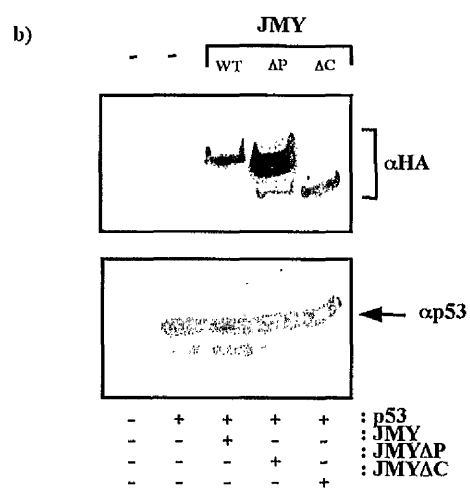 b)
JMY
- - WT ΔP ΔC
αHA
αp53
- + + + + : p53
- - + - - : JMY
- - - + - : JMYΔP
- - - - + : JMYΔC